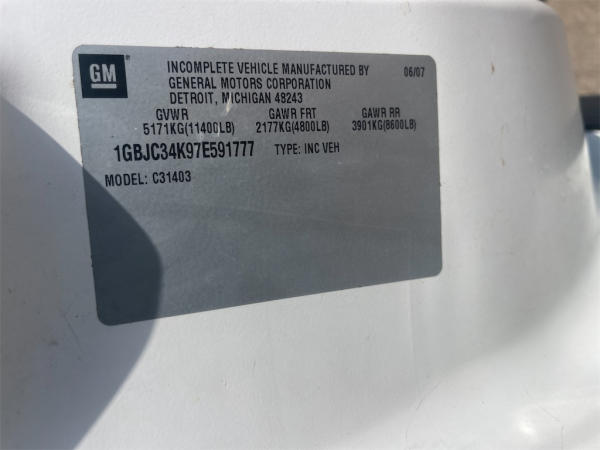 GM
INCOMPLETE VEHICLE MANUFACTURED BY 06/07
GENERAL MOTORS CORPORATION
DETROIT, MICHIGAN 48243
GVWR GAWR FRT GAWR RR
5171KG(11400LB) 2177KG(4800LB) 3901KG(8600LB)
1GBJC34K97E591777 TYPE: INC VEH
MODEL: C31403